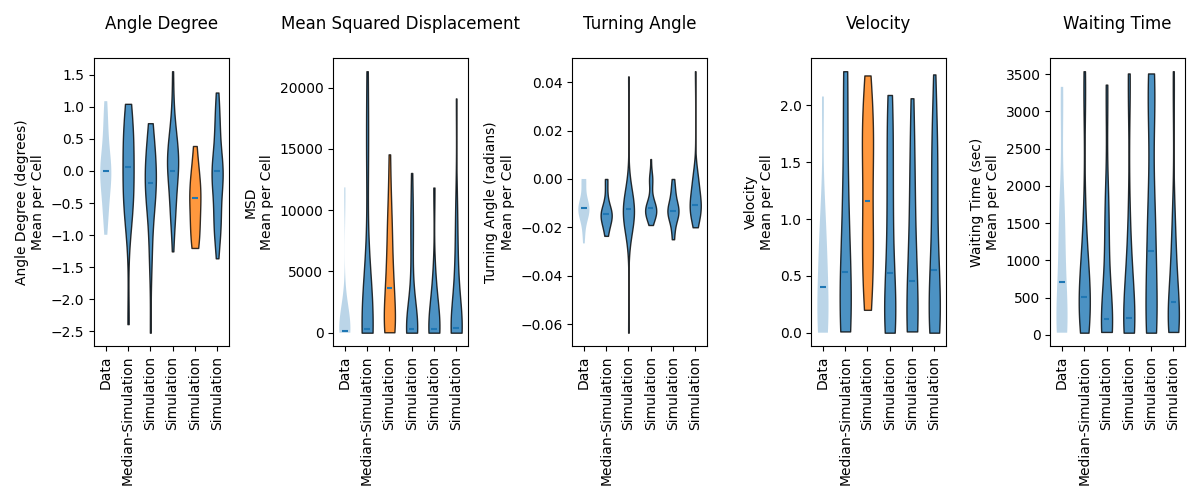 Angle Degree
Mean Squared Displacement
Turning Angle
Velocity
Waiting Time
Angle Degree (degrees)
Mean per Cell
1.5
1.0
0.5
0.0
−0.5
−1.0
−1.5
−2.0
−2.5
Data
Median-Simulation
Simulation
Simulation
Simulation
Simulation
MSD
Mean per Cell
20000
15000
10000
5000
0
Data
Median-Simulation
Simulation
Simulation
Simulation
Simulation
Turning Angle (radians)
Mean per Cell
0.04
0.02
0.00
−0.02
−0.04
−0.06
Data
Median-Simulation
Simulation
Simulation
Simulation
Simulation
Velocity
Mean per Cell
2.0
1.5
1.0
0.5
0.0
Data
Median-Simulation
Simulation
Simulation
Simulation
Simulation
Waiting Time (sec)
Mean per Cell
3500
3000
2500
2000
1500
1000
500
0
Data
Median-Simulation
Simulation
Simulation
Simulation
Simulation